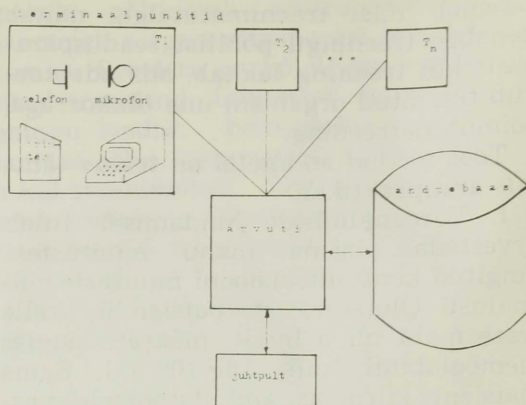 terminaalpunktid
T₁
T₂
...
Tₙ
telefon mikrofon
arvuti
andmebaas
juhtpult